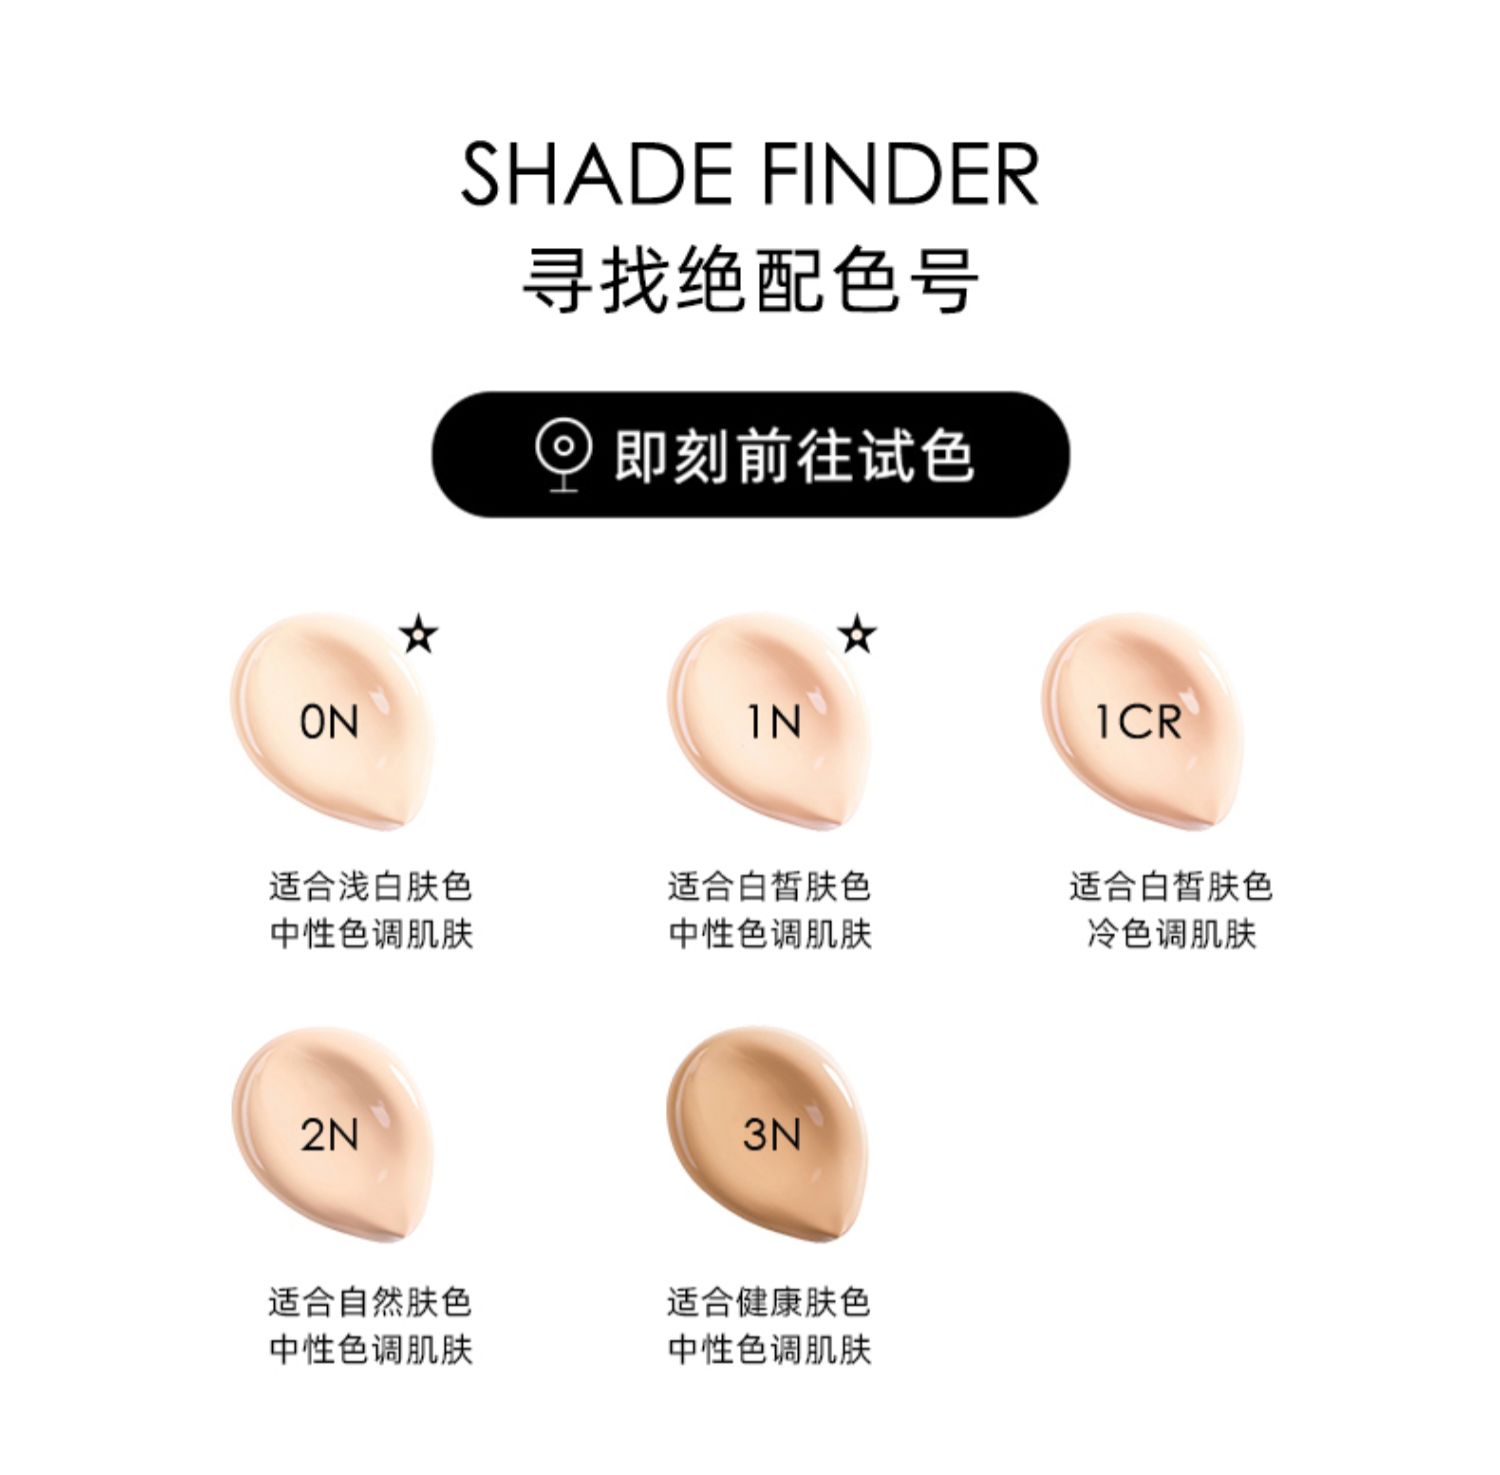 SHADE FINDER
寻找绝配色号
即刻前往试色
0N
1N
1CR
适合浅白肤色
中性色调肌肤
适合白皙肤色
中性色调肌肤
适合白皙肤色
冷色调肌肤
2N
3N
适合自然肤色
中性色调肌肤
适合健康肤色
中性色调肌肤